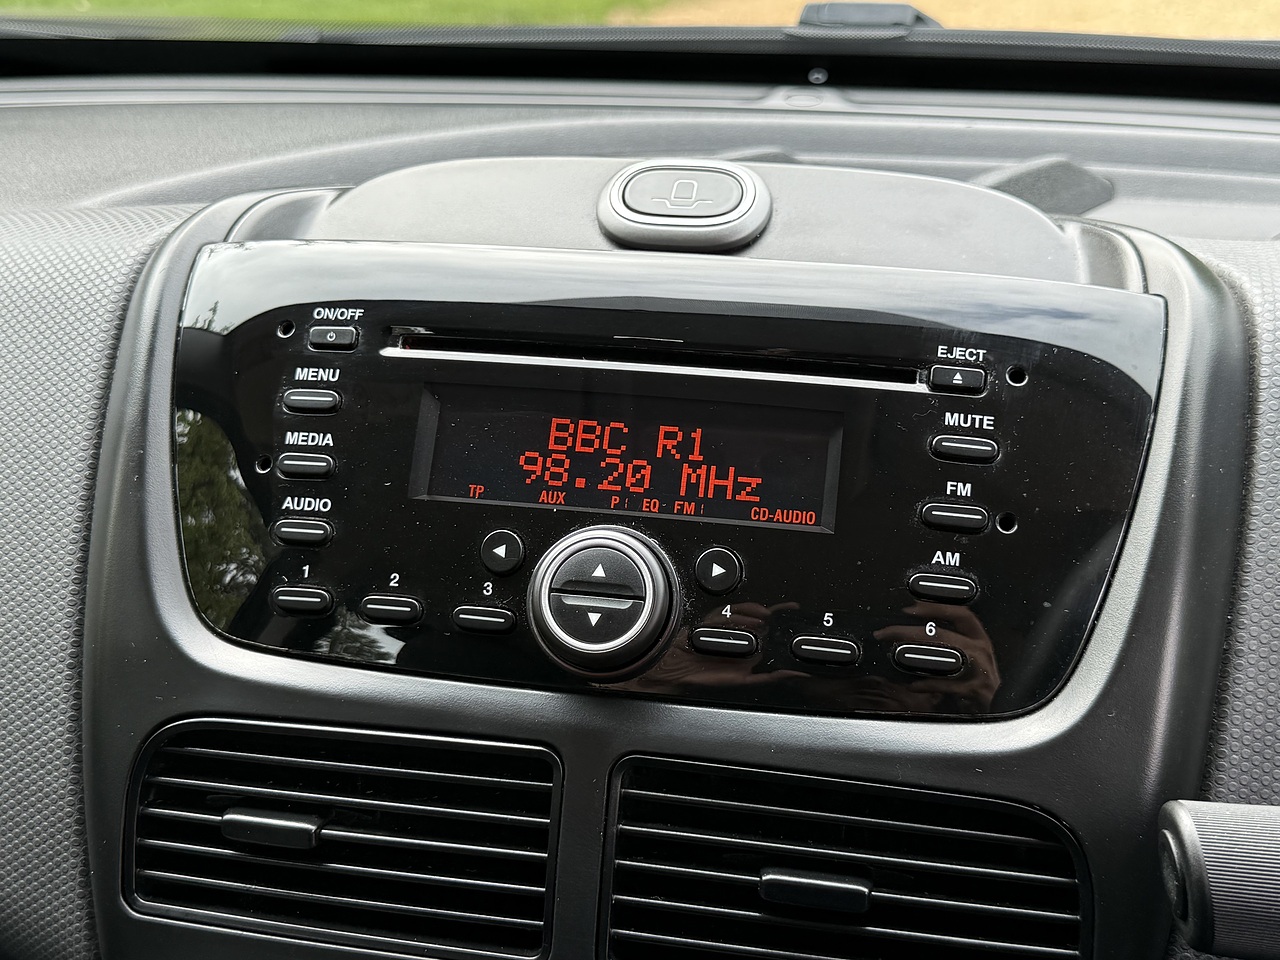 ON/OFF
EJECT
MENU
MUTE
MEDIA
BBC R1
98.20 MHz
TP AUX P EQ FM CD-AUDIO
FM
AUDIO
AM
1
2
3
4
5
6